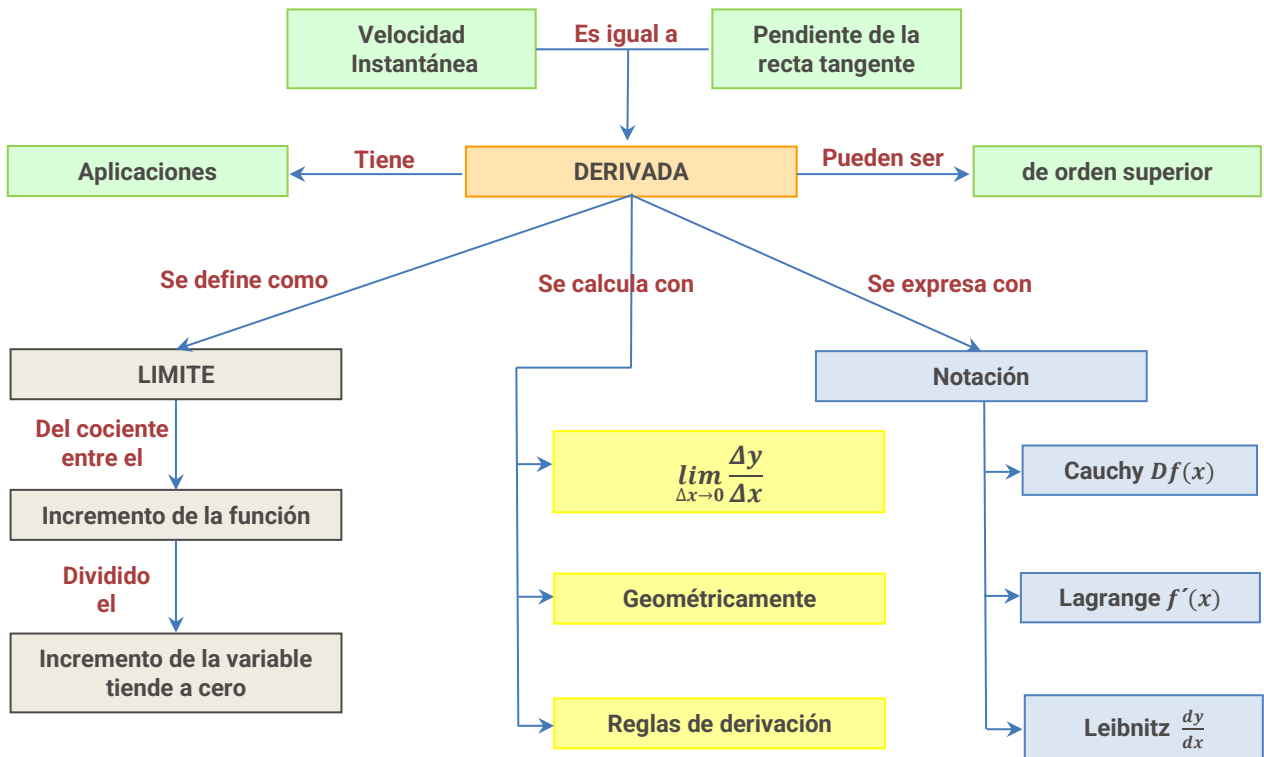 Velocidad
Instantánea
Es igual a
Pendiente de la
recta tangente
Aplicaciones
Tiene
DERIVADA
Pueden ser
de orden superior
Se define como
Se calcula con
Se expresa con
LIMITE
Del cociente
entre el
Incremento de la función
Dividido
el
Incremento de la variable
tiende a cero
lim Δx→0 Δy/Δx
Geométricamente
Reglas de derivación
Notación
Cauchy Df(x)
Lagrange f´(x)
Leibnitz dy/dx